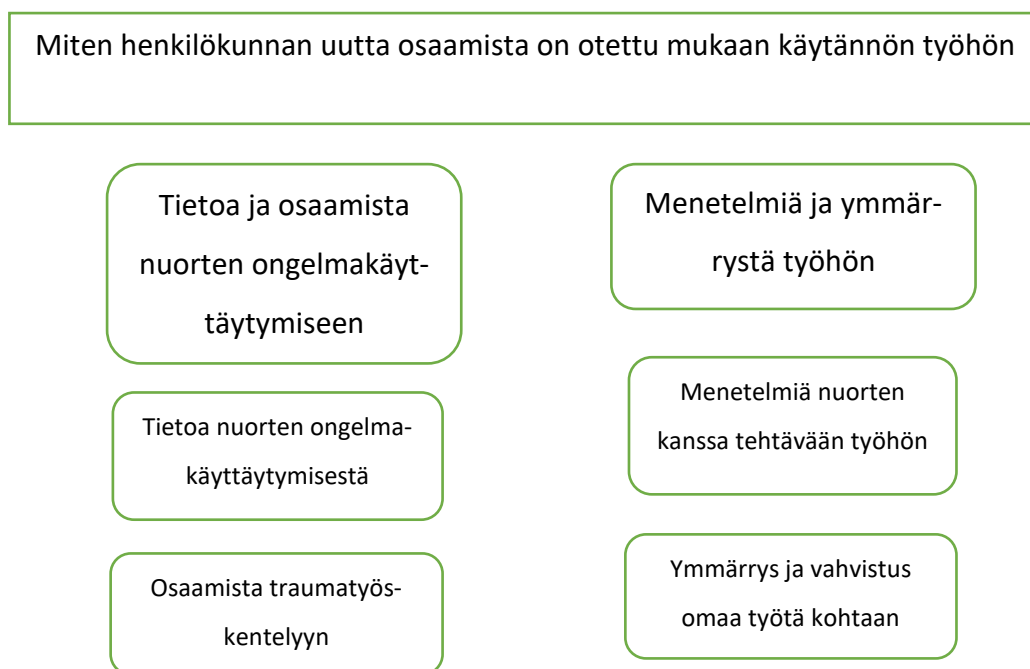 Miten henkilökunnan uutta osaamista on otettu mukaan käytännön työhön
Tietoa ja osaamista
nuorten ongelmakäyt-
täytymiseen
Tietoa nuorten ongelma-
käyttäytymisestä
Osaamista traumatyös-
kentelyyn
Menetelmiä ja ymmär-
rystä työhön
Menetelmiä nuorten
kanssa tehtävään työhön
Ymmärrys ja vahvistus
omaa työtä kohtaan